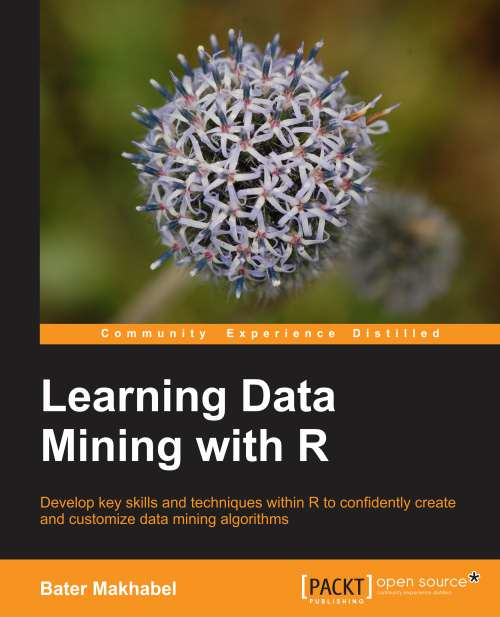 Community Experience Distilled
Learning Data
Mining with R
Develop key skills and techniques within R to confidently create
and customize data mining algorithms
Bater Makhabel
[PACKT] open source*
PUBLISHING community experience distilled